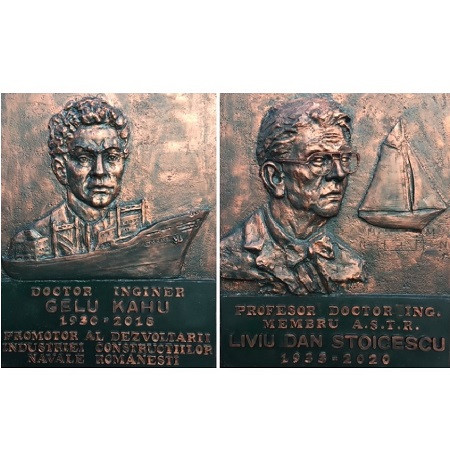 DOCTOR INGINER
GELU KAHU
1930-2018
PROMOTOR AL DEZVOLTARII
INDUSTRIEI CONSTRUCTIILOR
NAVALE ROMANESTI
PROFESOR DOCTOR ING.
MEMBRU A.S.T.R.
LIVIU DAN STOICESCU
1933-2020